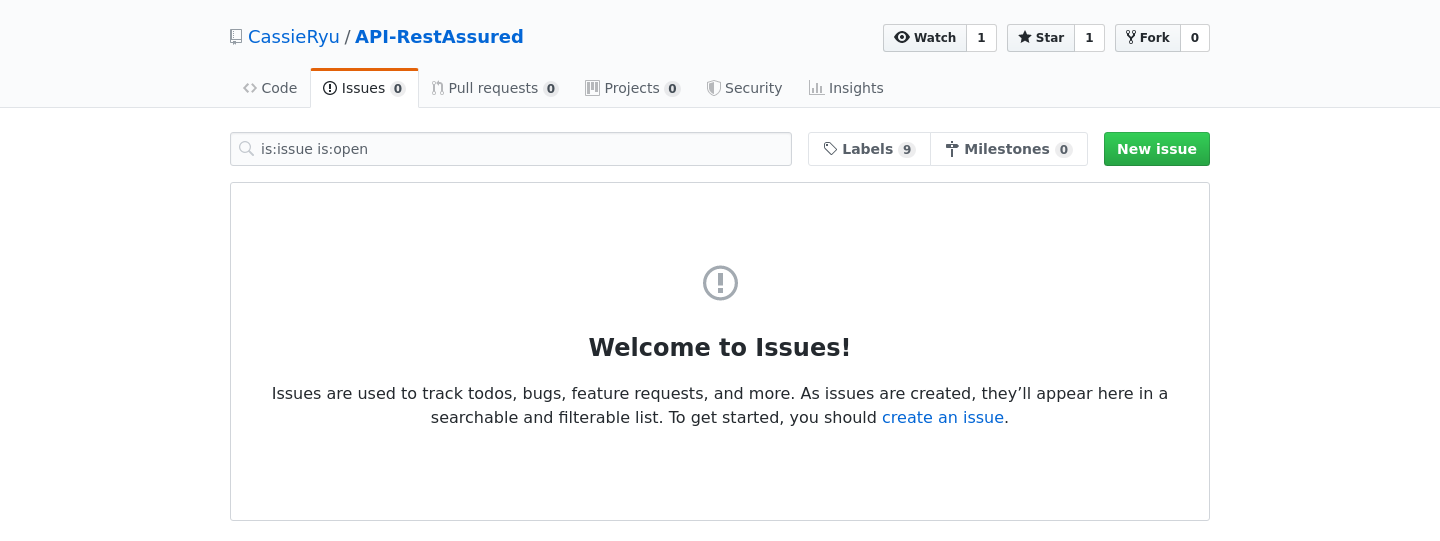 CassieRyu / API-RestAssured
Watch 1 Star 1 Fork 0
Code Issues 0 Pull requests 0 Projects 0 Security Insights
is:issue is:open Labels 9 Milestones 0 New issue
Welcome to Issues!
Issues are used to track todos, bugs, feature requests, and more. As issues are created, they’ll appear here in a
searchable and filterable list. To get started, you should create an issue.